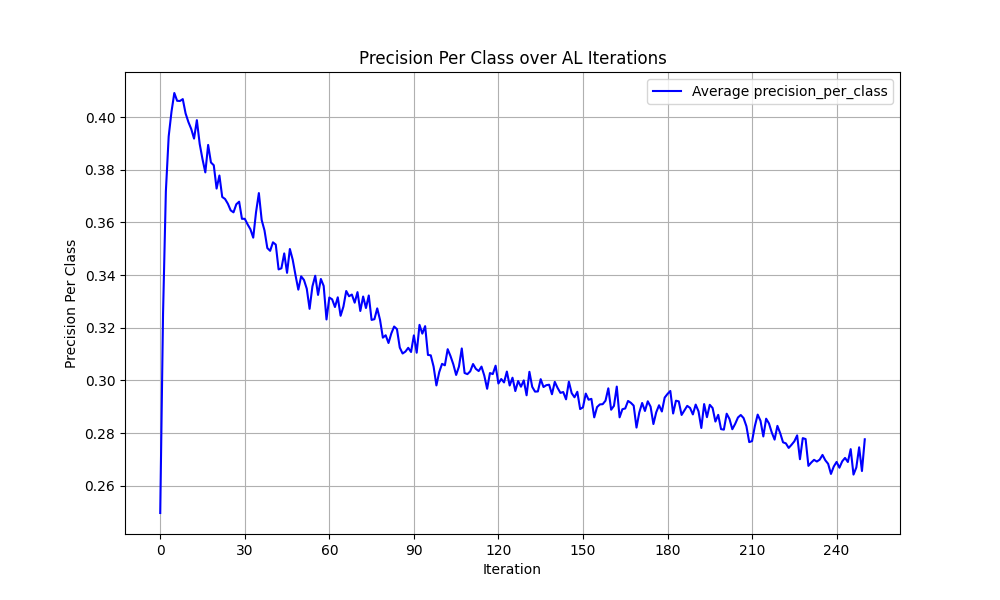 Precision Per Class over AL Iterations
Average precision_per_class
Precision Per Class
0.40
0.38
0.36
0.34
0.32
0.30
0.28
0.26
0 30 60 90 120 150 180 210 240
Iteration